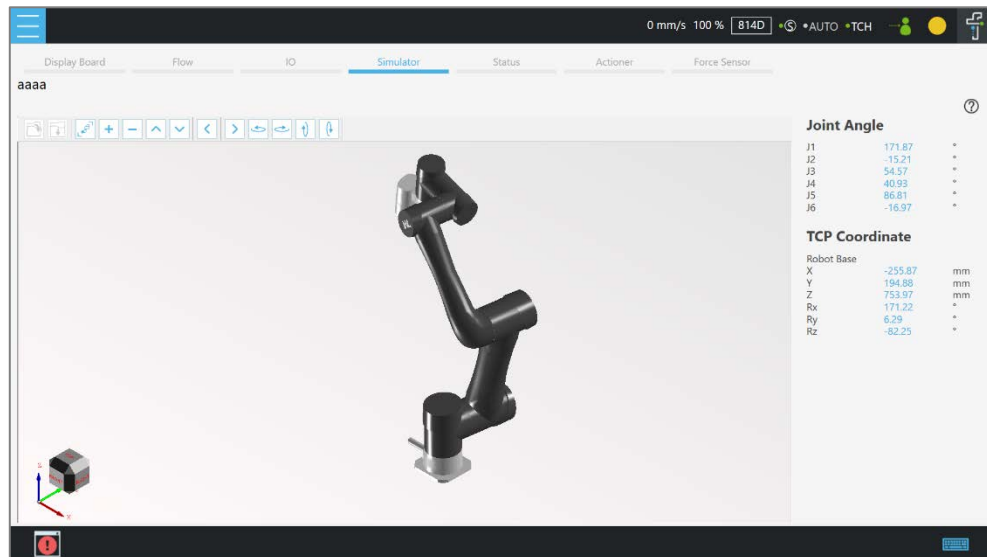 0 mm/s 100 % 814D •Ⓢ •AUTO •TCH
Display Board Flow IO Simulator Status Actioner Force Sensor
aaaa
Joint Angle
J1 171.87 °
J2 -15.21 °
J3 54.57 °
J4 40.93 °
J5 86.81 °
J6 -16.97 °
TCP Coordinate
Robot Base
X -255.87 mm
Y 194.88 mm
Z 753.97 mm
Rx 171.22 °
Ry 6.29 °
Rz -82.25 °